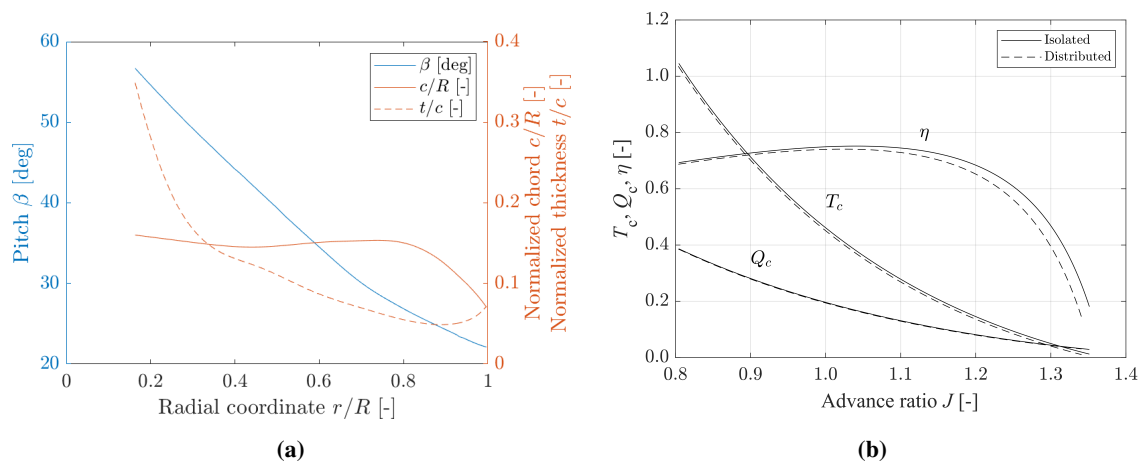 60
50
40
30
20
Pitch β [deg]
0
0.2
0.4
0.6
0.8
1
Radial coordinate r/R [-]
0.4
0.3
0.2
0.1
0
Normalized chord c/R [-]
Normalized thickness t/c [-]
β [deg]
c/R [-]
t/c [-]
(a)
1.2
1.0
0.8
0.6
0.4
0.2
0.0
T_c, Q_c, η [-]
0.8
0.9
1.0
1.1
1.2
1.3
1.4
Advance ratio J [-]
Isolated
Distributed
η
T_c
Q_c
(b)